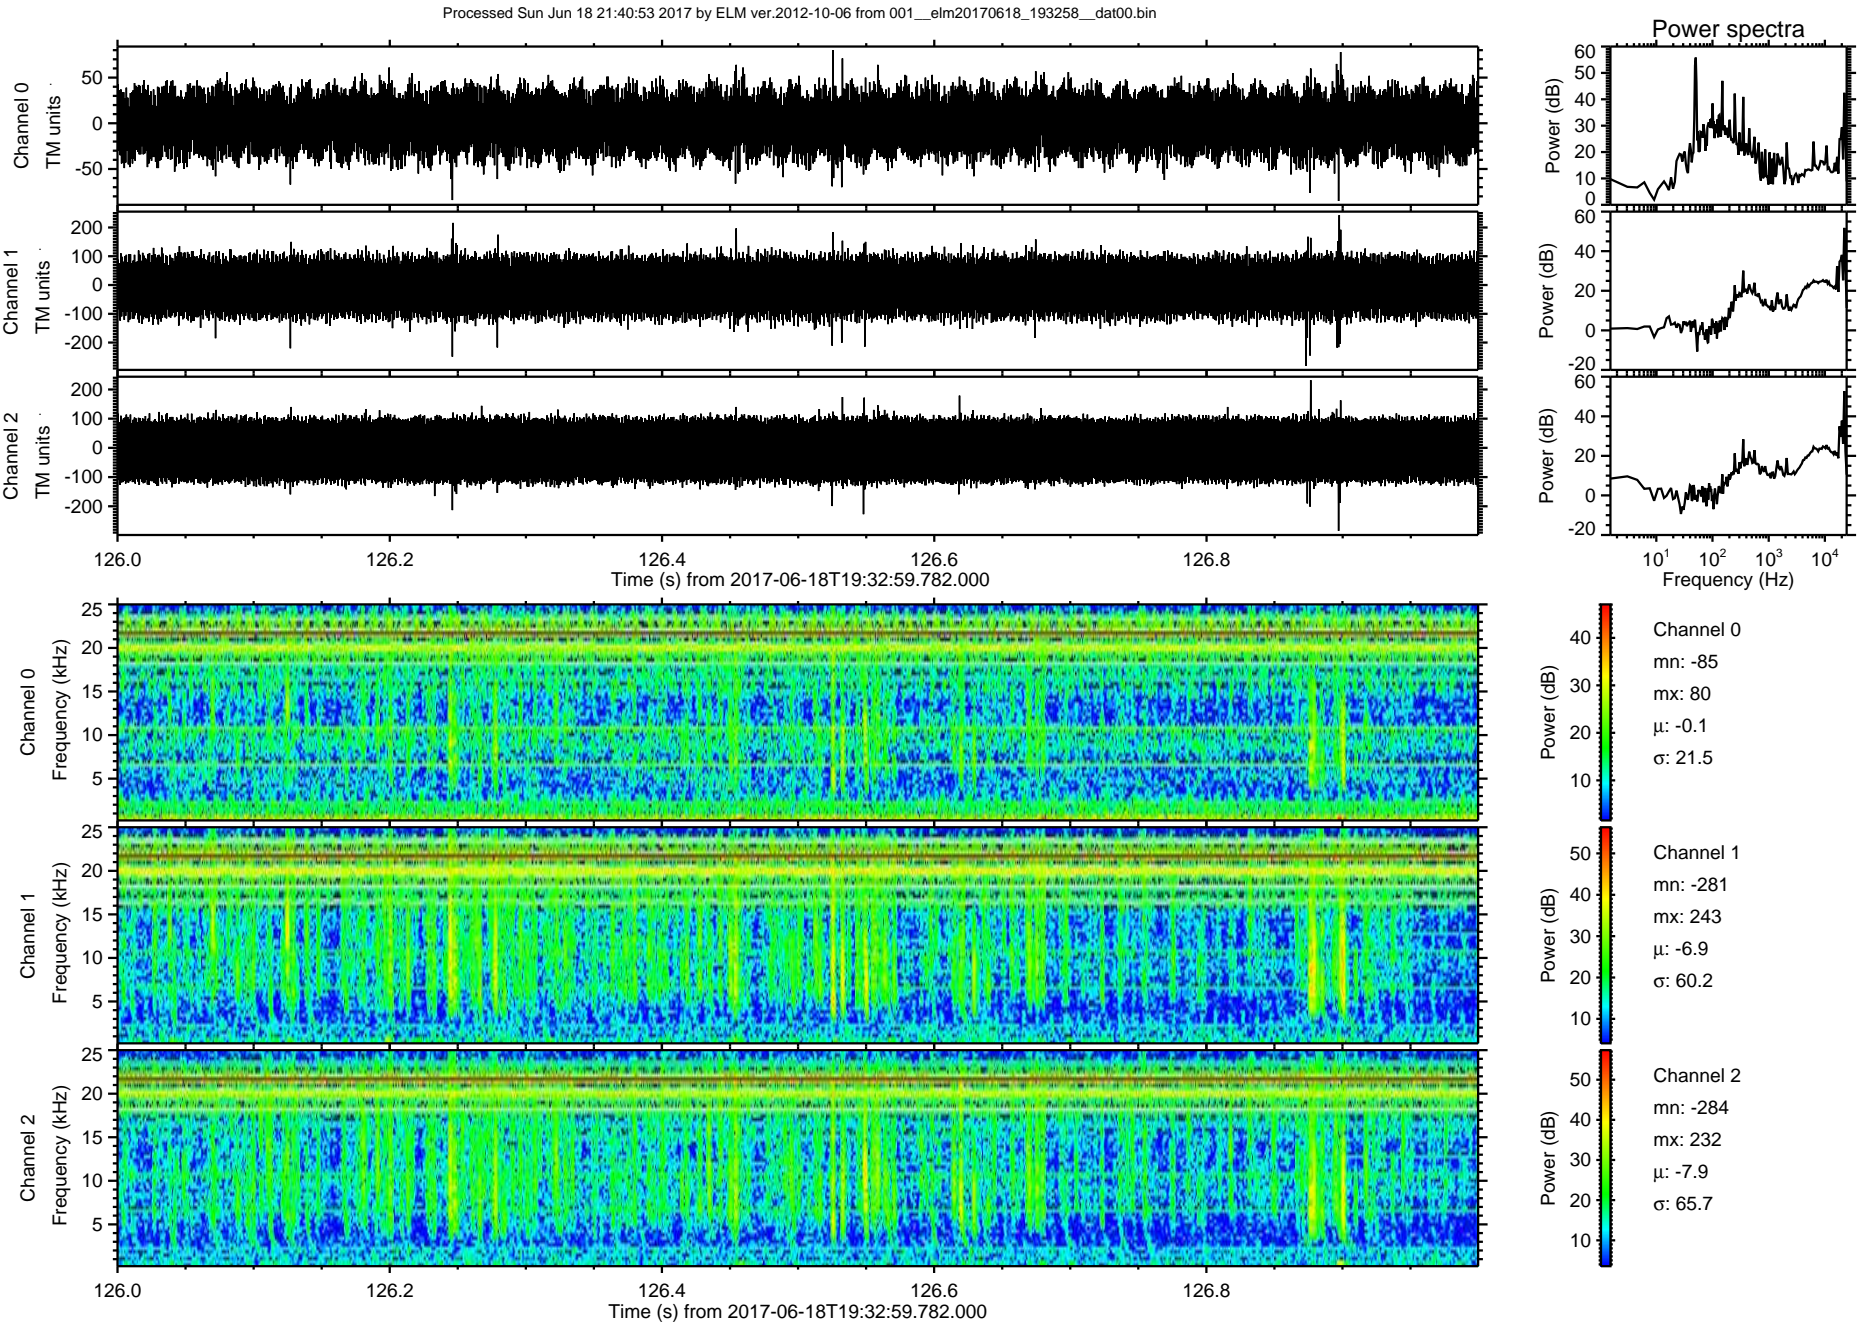 Processed Sun Jun 18 21:40:53 2017 by ELM ver.2012-10-06 from 001__elm20170618_193258__dat00.bin
Power spectra
Channel 0
TM units
50
0
-50
Power (dB)
60
50
40
30
20
10
0
Channel 1
TM units
200
100
0
-100
-200
Power (dB)
60
40
20
0
-20
Channel 2
TM units
200
100
0
-100
-200
Power (dB)
60
40
20
0
-20
126.0 126.2 126.4 126.6 126.8
Time (s) from 2017-06-18T19:32:59.782.000
10¹ 10² 10³ 10⁴
Frequency (Hz)
Channel 0
Frequency (kHz)
25
20
15
10
5
Power (dB)
40
30
20
10
Channel 0
mn: -85
mx: 80
μ: -0.1
σ: 21.5
Channel 1
Frequency (kHz)
25
20
15
10
5
Power (dB)
50
40
30
20
10
Channel 1
mn: -281
mx: 243
μ: -6.9
σ: 60.2
Channel 2
Frequency (kHz)
25
20
15
10
5
Power (dB)
50
40
30
20
10
Channel 2
mn: -284
mx: 232
μ: -7.9
σ: 65.7
126.0 126.2 126.4 126.6 126.8
Time (s) from 2017-06-18T19:32:59.782.000